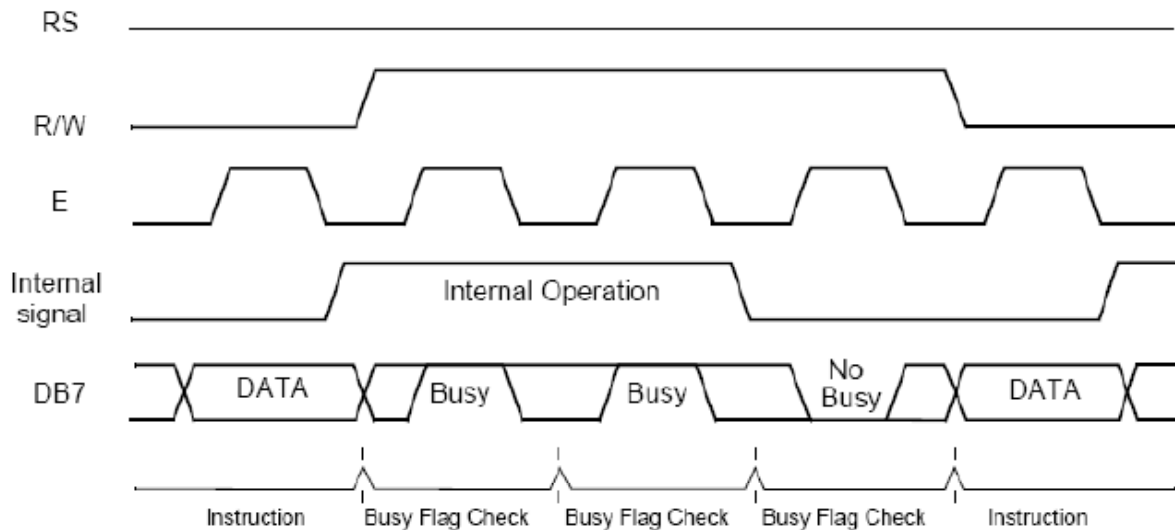 RS
R/W
E
Internal
signal
Internal Operation
DB7
DATA
Busy
Busy
No
Busy
DATA
Instruction
Busy Flag Check
Busy Flag Check
Busy Flag Check
Instruction